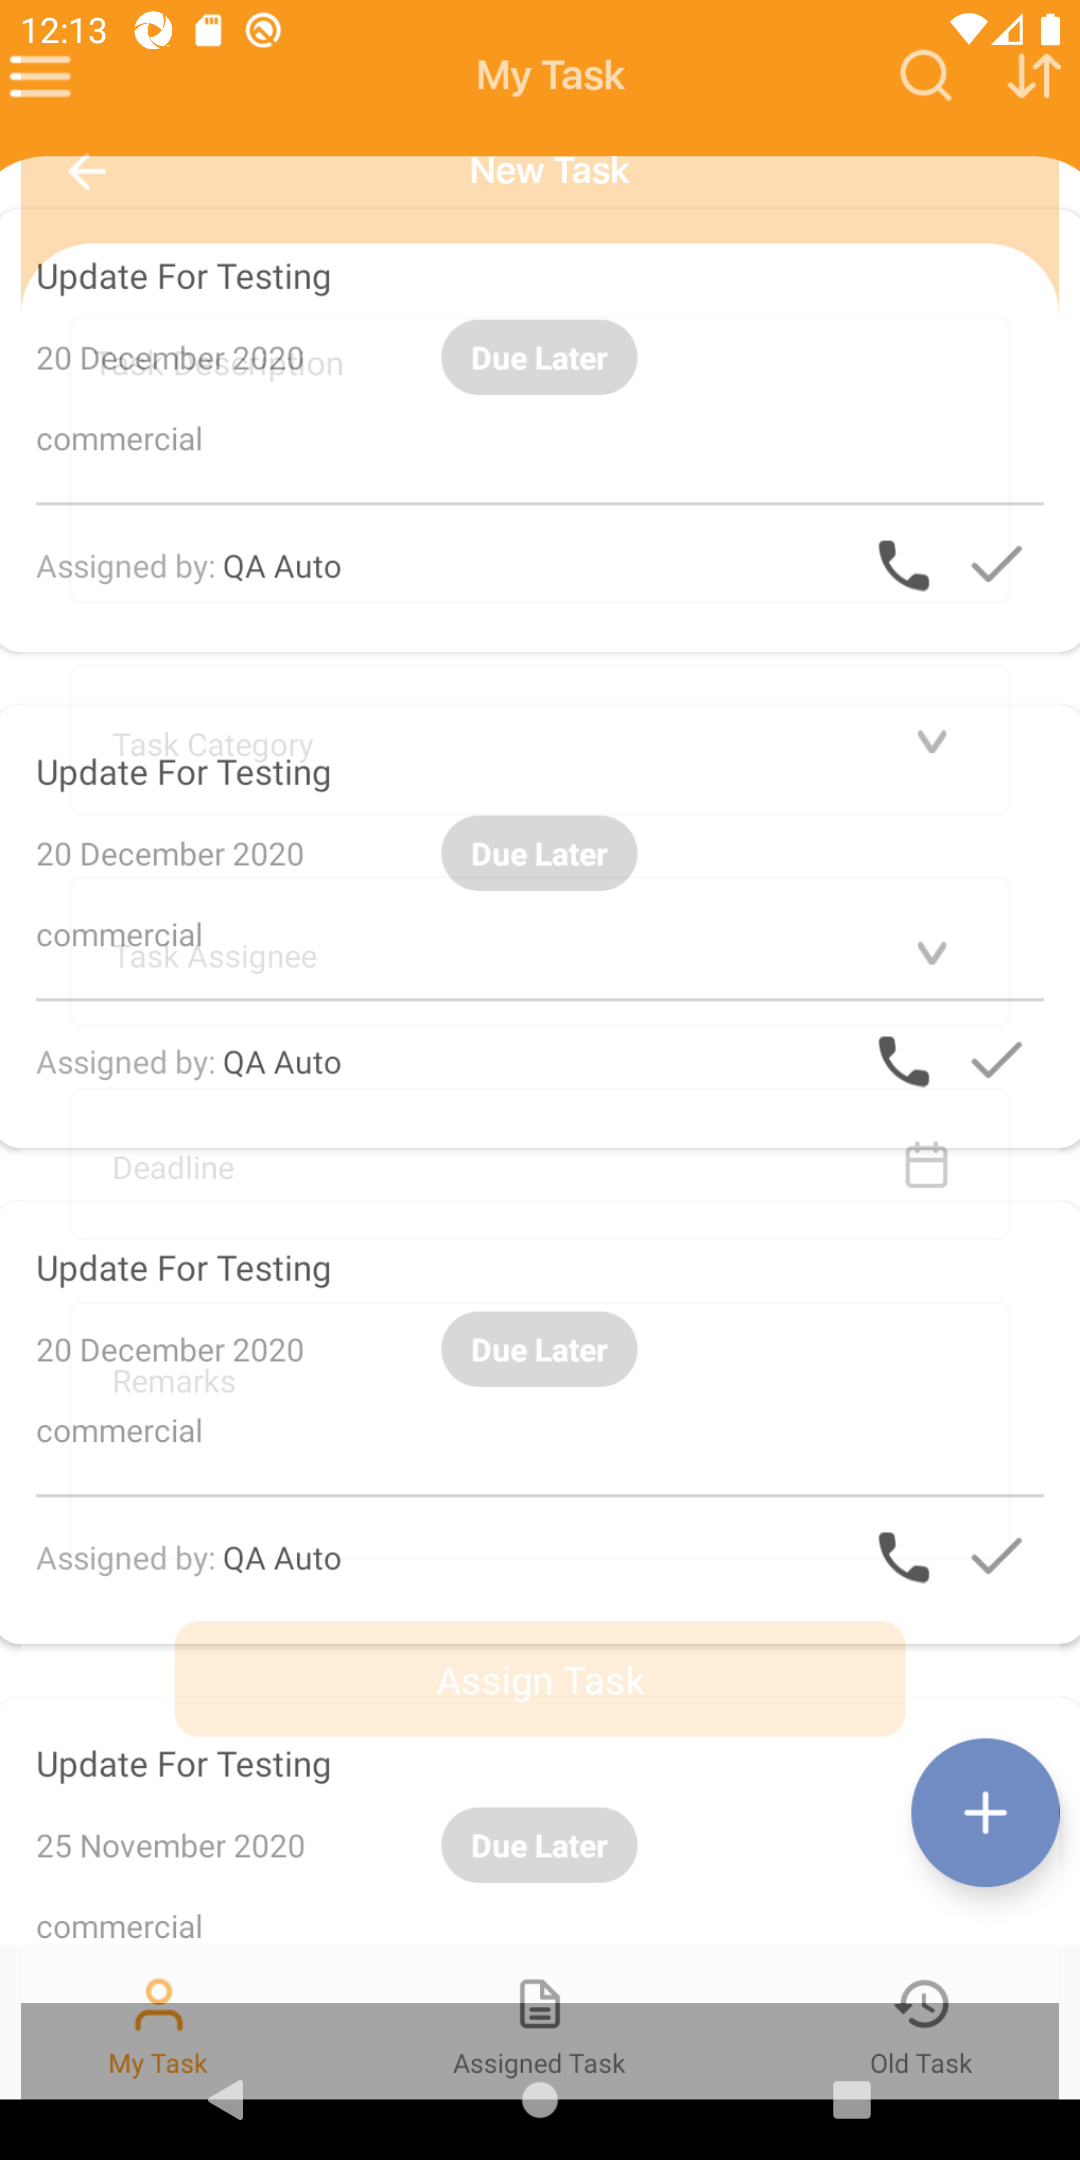 12:13
My Task
New Task
Update For Testing
20 December 2020
Task Description
Due Later
commercial
Assigned by: QA Auto
Task Category
Update For Testing
20 December 2020
Due Later
commercial
Task Assignee
Assigned by: QA Auto
Deadline
Update For Testing
20 December 2020
Due Later
Remarks
commercial
Assigned by: QA Auto
Assign Task
Update For Testing
25 November 2020
Due Later
commercial
My Task
Assigned Task
Old Task